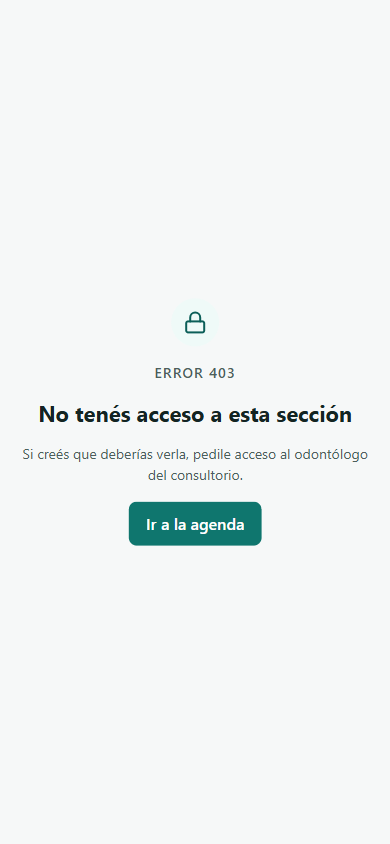 ERROR 403
No tenés acceso a esta sección
Si creés que deberías verla, pedile acceso al odontólogo
del consultorio.
Ir a la agenda